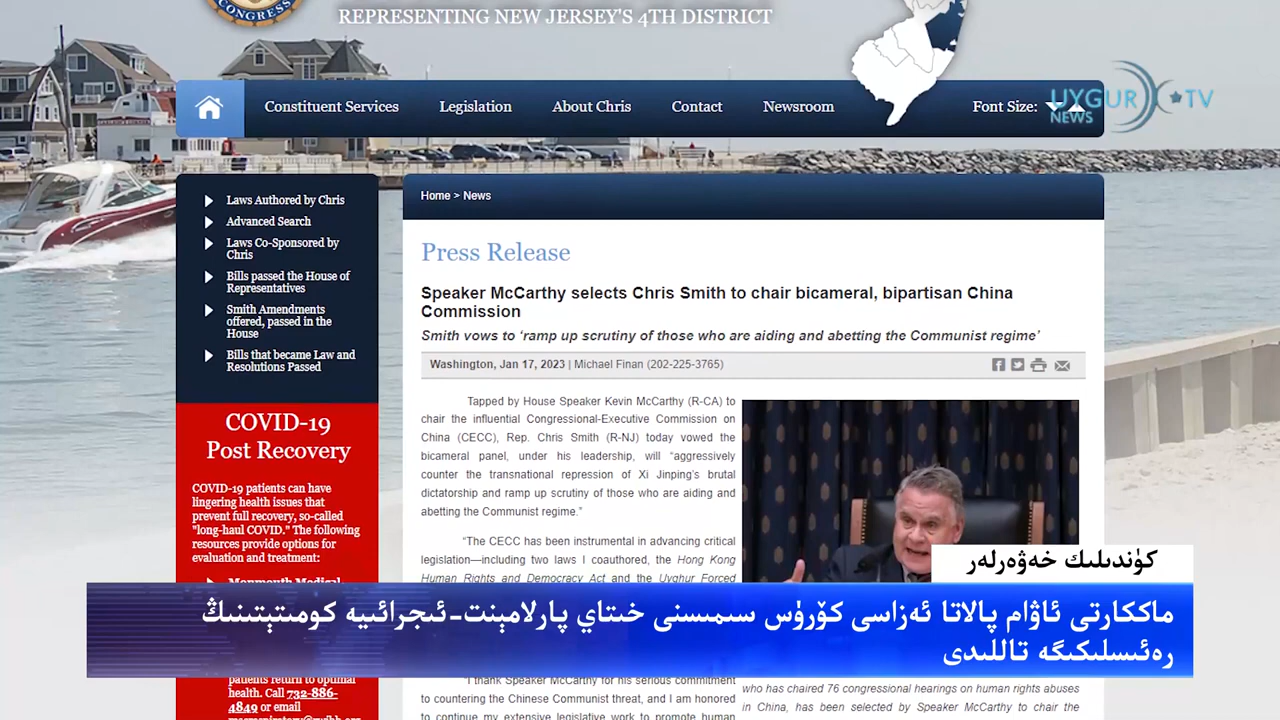 CONGRESS
REPRESENTING NEW JERSEY'S 4TH DISTRICT
Constituent Services
Legislation
About Chris
Contact
Newsroom
Font Size:
UYGUR TV
NEWS
Laws Authored by Chris
Advanced Search
Laws Co-Sponsored by
Chris
Bills passed the House of
Representatives
Smith Amendments
offered, passed in the
House
Bills that became Law and
Resolutions Passed
COVID-19
Post Recovery
COVID-19 patients can have
lingering health issues that
prevent full recovery, so-called
"long-haul COVID." The following
resources provide options for
evaluation and treatment:
Monmouth Medical
patients return to optimal
health. Call 732-886-
4849 or email
Home > News
Press Release
Speaker McCarthy selects Chris Smith to chair bicameral, bipartisan China
Commission
Smith vows to ‘ramp up scrutiny of those who are aiding and abetting the Communist regime’
Washington, Jan 17, 2023 | Michael Finan (202-225-3765)
Tapped by House Speaker Kevin McCarthy (R-CA) to
chair the influential Congressional-Executive Commission on
China (CECC), Rep. Chris Smith (R-NJ) today vowed the
bicameral panel, under his leadership, will “aggressively
counter the transnational repression of Xi Jinping’s brutal
dictatorship and ramp up scrutiny of those who are aiding and
abetting the Communist regime.”
“The CECC has been instrumental in advancing critical
legislation—including two laws I coauthored, the Hong Kong
Human Rights and Democracy Act and the Uyghur Forced
كۈندىلىك خەۋەرلەر
ماككارتى ئاۋام پالاتا ئەزاسى كۆرۈس سىمىسنى خىتاي پارلامېنت-ئىجرائىيە كومىتېتىنىڭ
رەئىسلىكىگە تاللىدى
“I thank Speaker McCarthy for his serious commitment
to countering the Chinese Communist threat, and I am honored
to continue my extensive legislative work to promote human
who has chaired 76 congressional hearings on human rights abuses
in China, has been selected by Speaker McCarthy to chair the